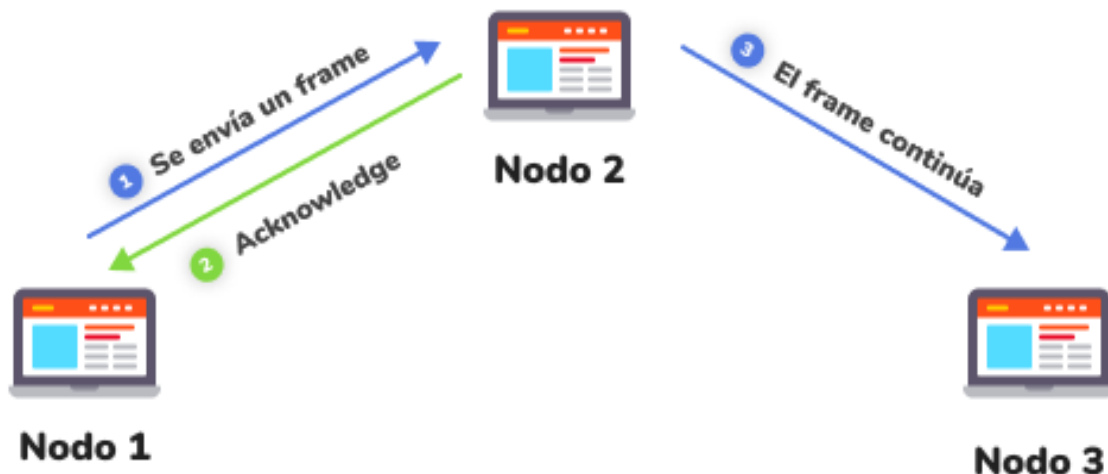 1 Se envía un frame
2 Acknowledge
3 El frame continúa
Nodo 2
Nodo 1
Nodo 3